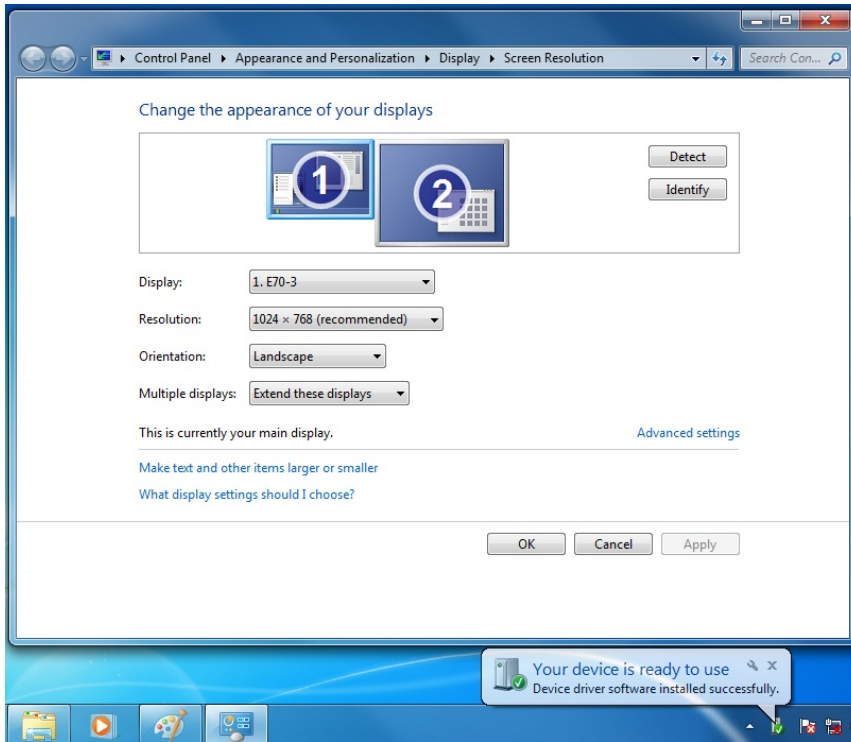 Control Panel Appearance and Personalization Display Screen Resolution Search Con...
Change the appearance of your displays
1 2
Detect
Identify
Display: 1. E70-3
Resolution: 1024 × 768 (recommended)
Orientation: Landscape
Multiple displays: Extend these displays
This is currently your main display. Advanced settings
Make text and other items larger or smaller
What display settings should I choose?
OK Cancel Apply
Your device is ready to use
Device driver software installed successfully.